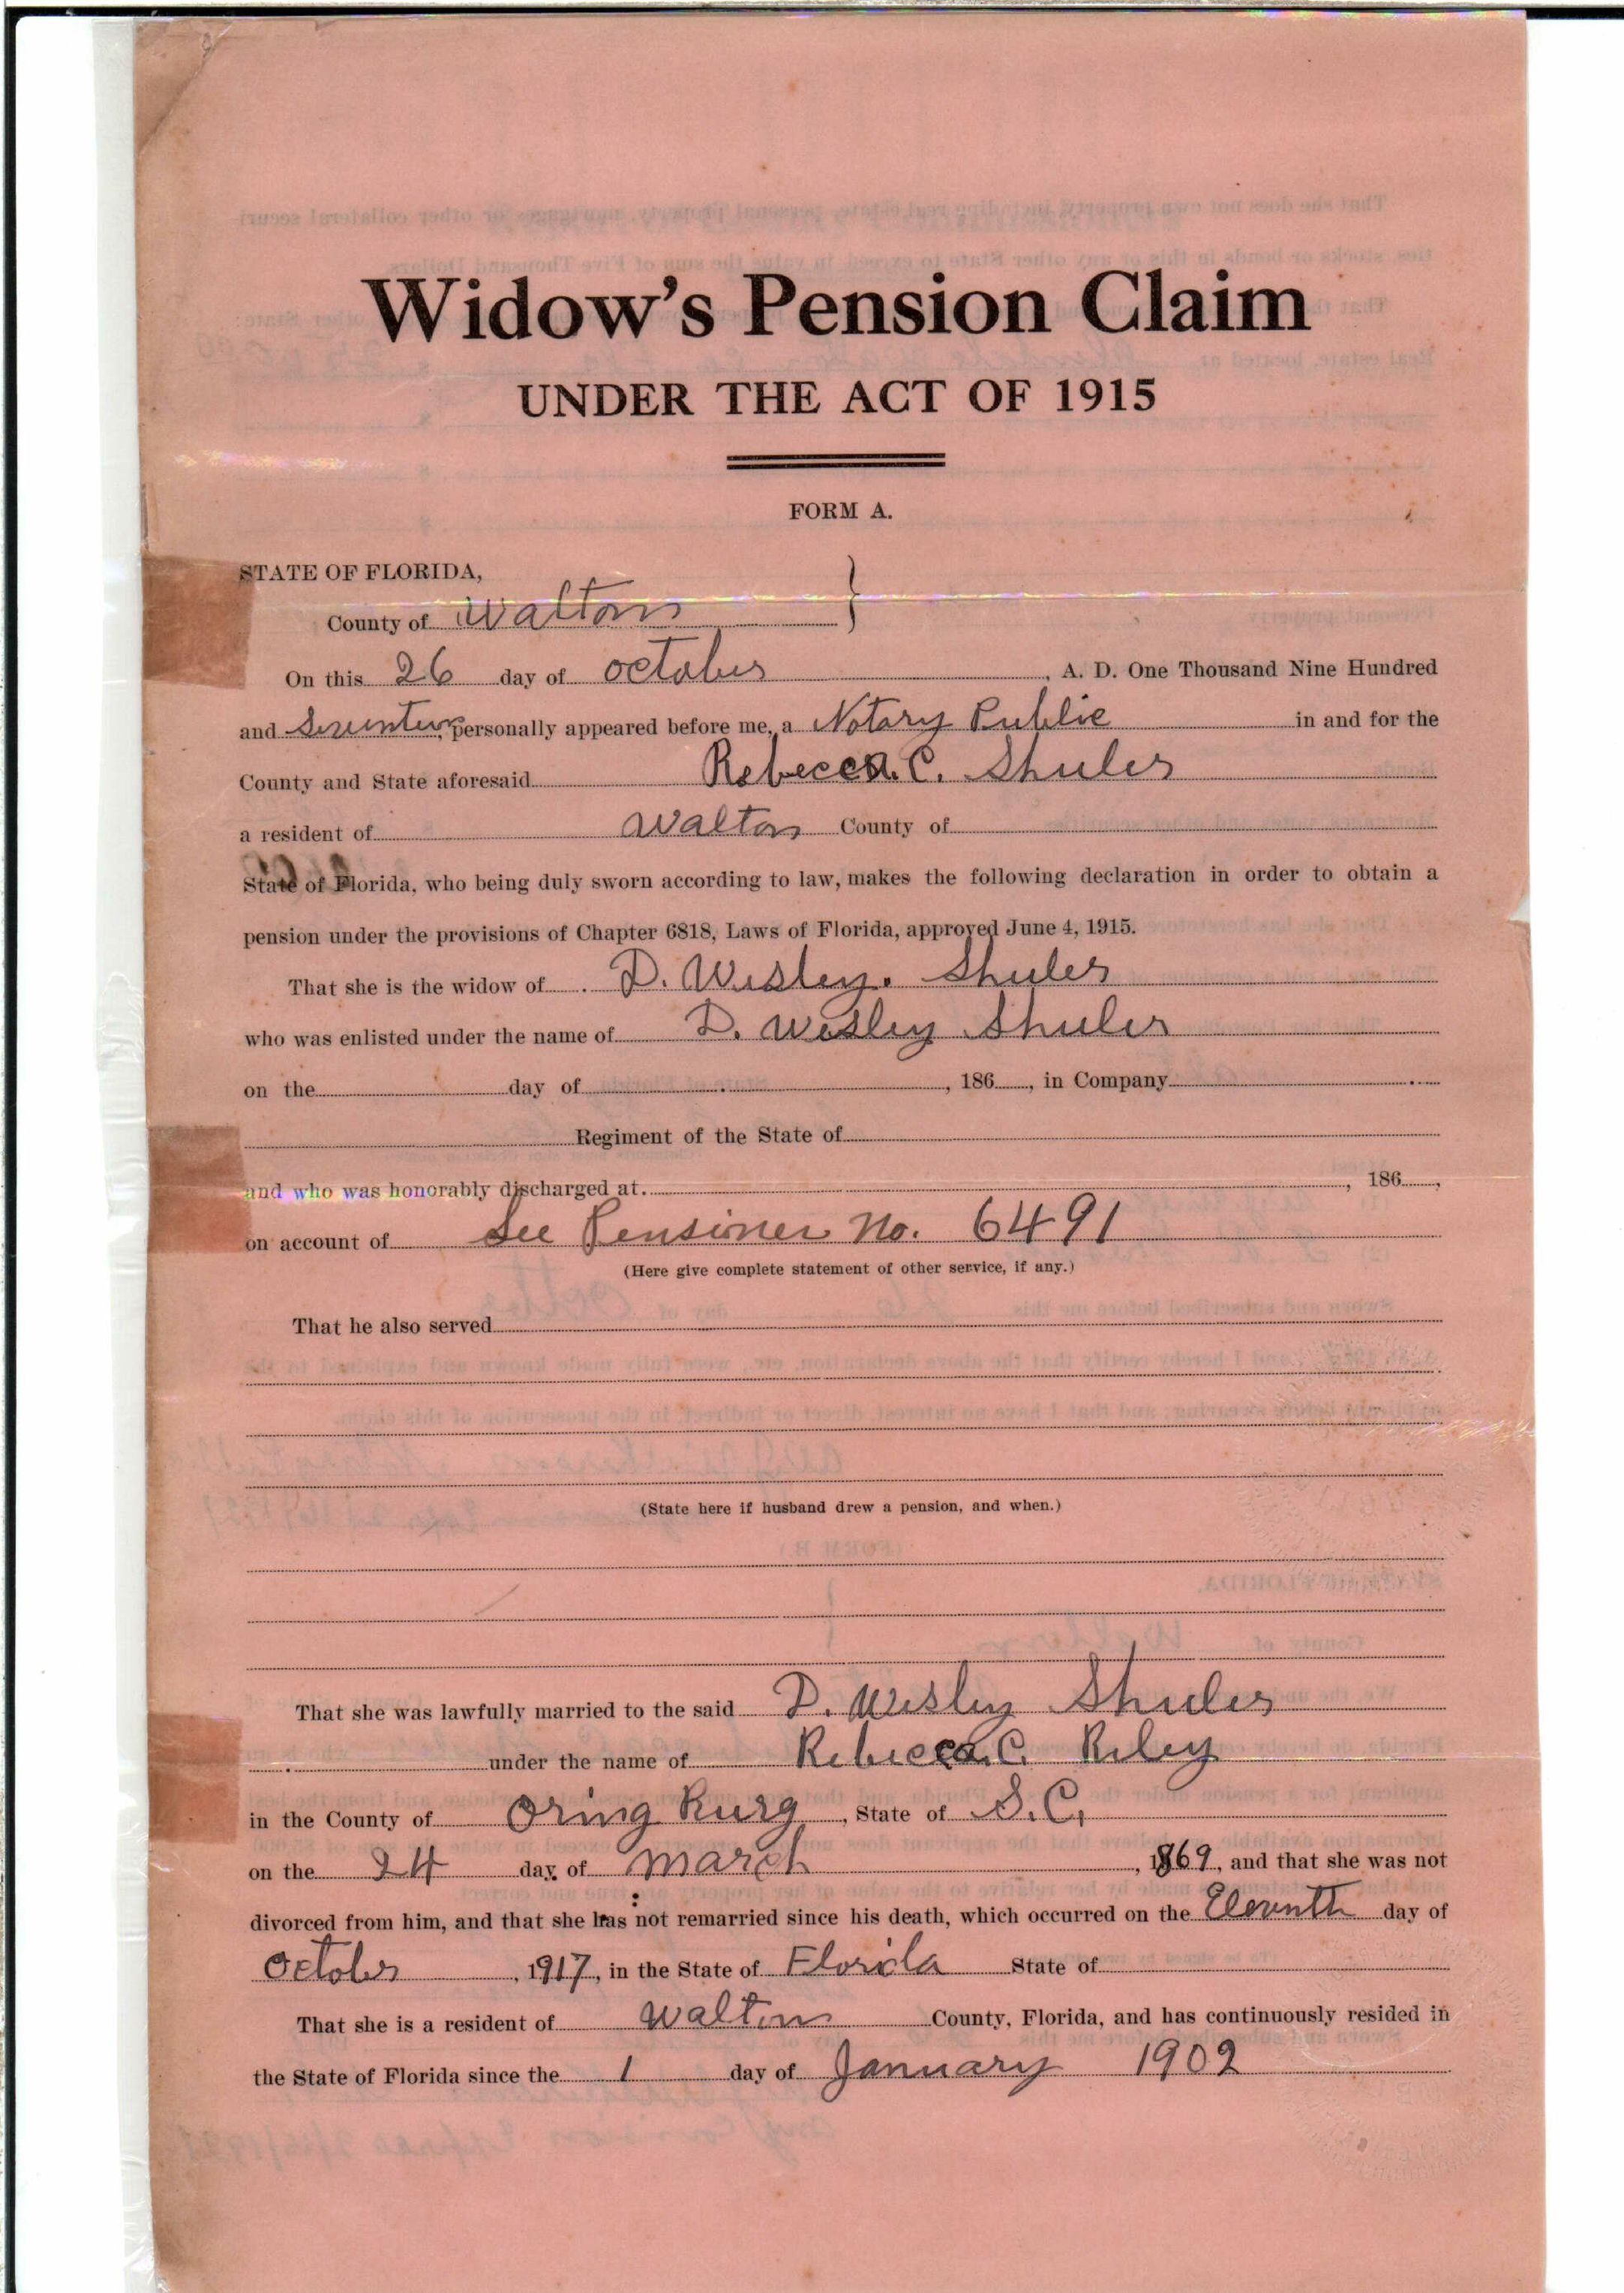 Widow's Pension Claim
UNDER THE ACT OF 1915
FORM A.
STATE OF FLORIDA,
County of Walton
On this 26 day of October, A. D. One Thousand Nine Hundred
and Seventeen, personally appeared before me, a Notary Public in and for the
County and State aforesaid Rebecca. C. Shuler
a resident of Walton County of
State of Florida, who being duly sworn according to law, makes the following declaration in order to obtain a
pension under the provisions of Chapter 6818, Laws of Florida, approved June 4, 1915.
That she is the widow of D. Wesley. Shuler
who was enlisted under the name of D. Wesley Shuler
on the day of , 186 , in Company
Regiment of the State of
and who was honorably discharged at. , 186 ,
on account of See Pensioner No. 6491
(Here give complete statement of other service, if any.)
That he also served
(State here if husband drew a pension, and when.)
That she was lawfully married to the said D. Wesley Shuler
under the name of Rebecca. C. Riley
in the County of Oring Burg, State of S. C.
on the 24 day of March, 1869, and that she was not
divorced from him, and that she has not remarried since his death, which occurred on the Eleventh day of
October, 1917, in the State of Florida State of
That she is a resident of Walton County, Florida, and has continuously resided in
the State of Florida since the 1 day of January 1902